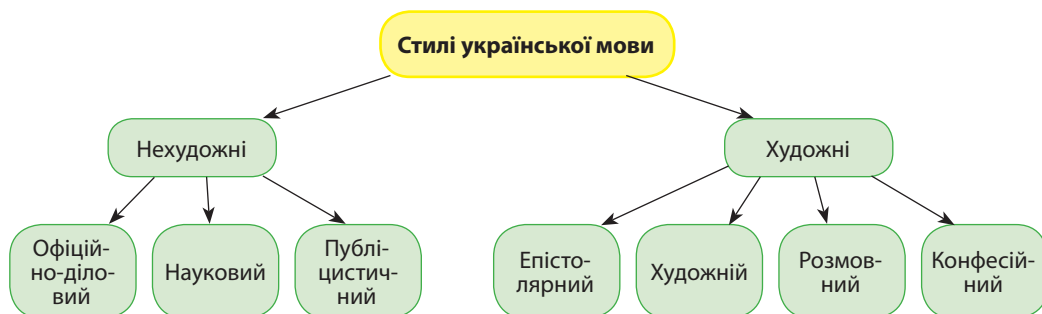 Стилі української мови
Нехудожні
Художні
Офіцій-
но-діло-
вий
Науковий
Публі-
цистич-
ний
Епісто-
лярний
Художній
Розмов-
ний
Конфесій-
ний